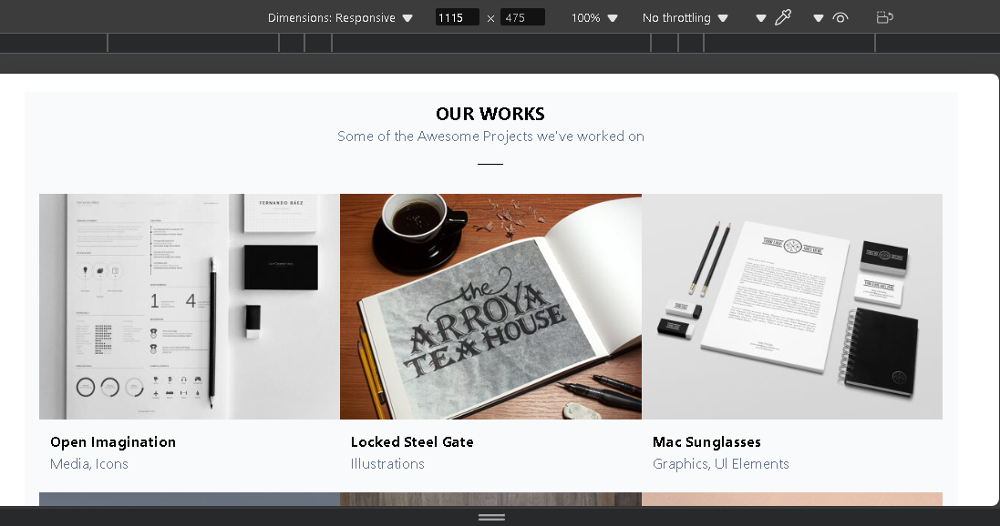 Dimensions: Responsive 1115 × 475 100% No throttling
OUR WORKS
Some of the Awesome Projects we've worked on
FERNANDO BÁEZ
1 4
the
ARROYA
TEA HOUSE
Open Imagination
Media, Icons
Locked Steel Gate
Illustrations
Mac Sunglasses
Graphics, UI Elements